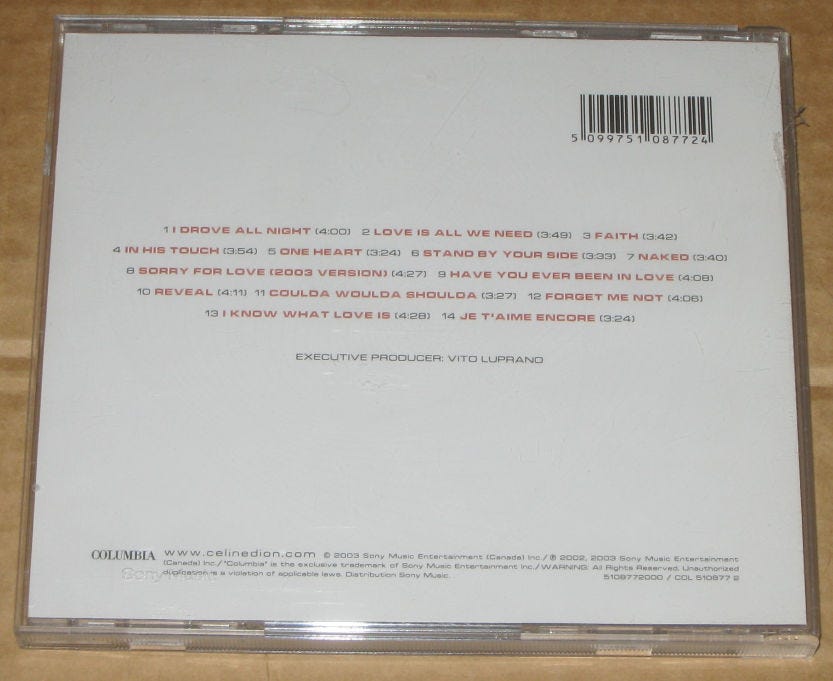 5 099751 087724
1 I DROVE ALL NIGHT (4:00) 2 LOVE IS ALL WE NEED (3:49) 3 FAITH (3:42)
4 IN HIS TOUCH (3:54) 5 ONE HEART (3:24) 6 STAND BY YOUR SIDE (3:33) 7 NAKED (3:40)
8 SORRY FOR LOVE (2003 VERSION) (4:27) 9 HAVE YOU EVER BEEN IN LOVE (4:08)
10 REVEAL (4:11) 11 COULDA WOULDA SHOULDA (3:27) 12 FORGET ME NOT (4:06)
13 I KNOW WHAT LOVE IS (4:28) 14 JE T'AIME ENCORE (3:24)
EXECUTIVE PRODUCER: VITO LUPRANO
COLUMBIA www.celinedion.com © 2003 Sony Music Entertainment (Canada) Inc./℗ 2002, 2003 Sony Music Entertainment
(Canada) Inc./"Columbia" is the exclusive trademark of Sony Music Entertainment Inc./WARNING: All Rights Reserved. Unauthorized
duplication is a violation of applicable laws. Distribution Sony Music. 5108772000 / COL 510877 2
Sony Music